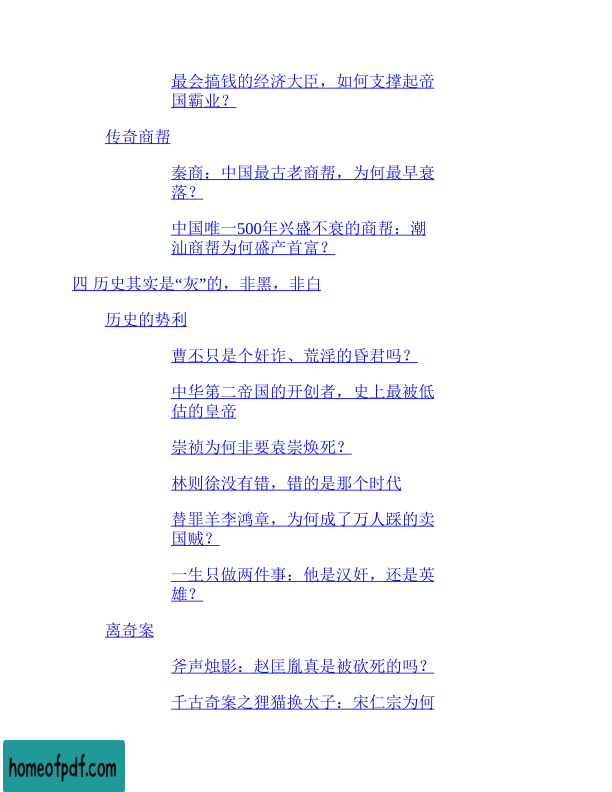 最会搞钱的经济大臣，如何支撑起帝
国霸业？
传奇商帮
秦商：中国最古老商帮，为何最早衰
落？
中国唯一500年兴盛不衰的商帮：潮
汕商帮为何盛产首富？
四 历史其实是“灰”的，非黑，非白
历史的势利
曹丕只是个奸诈、荒淫的昏君吗？
中华第二帝国的开创者，史上最被低
估的皇帝
崇祯为何非要袁崇焕死？
林则徐没有错，错的是那个时代
替罪羊李鸿章，为何成了万人踩的卖
国贼？
一生只做两件事：他是汉奸，还是英
雄？
离奇案
斧声烛影：赵匡胤真是被砍死的吗？
千古奇案之狸猫换太子：宋仁宗为何
homeofpdf.com